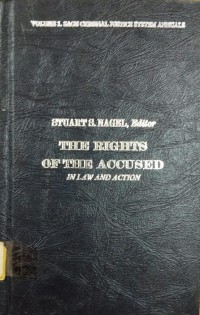 VOLUME 1. SAGE CRIMINAL JUSTICE SYSTEM ANNUALS
STUART S. NAGEL, Editor
THE RIGHTS
OF THE ACCUSED
IN LAW AND ACTION